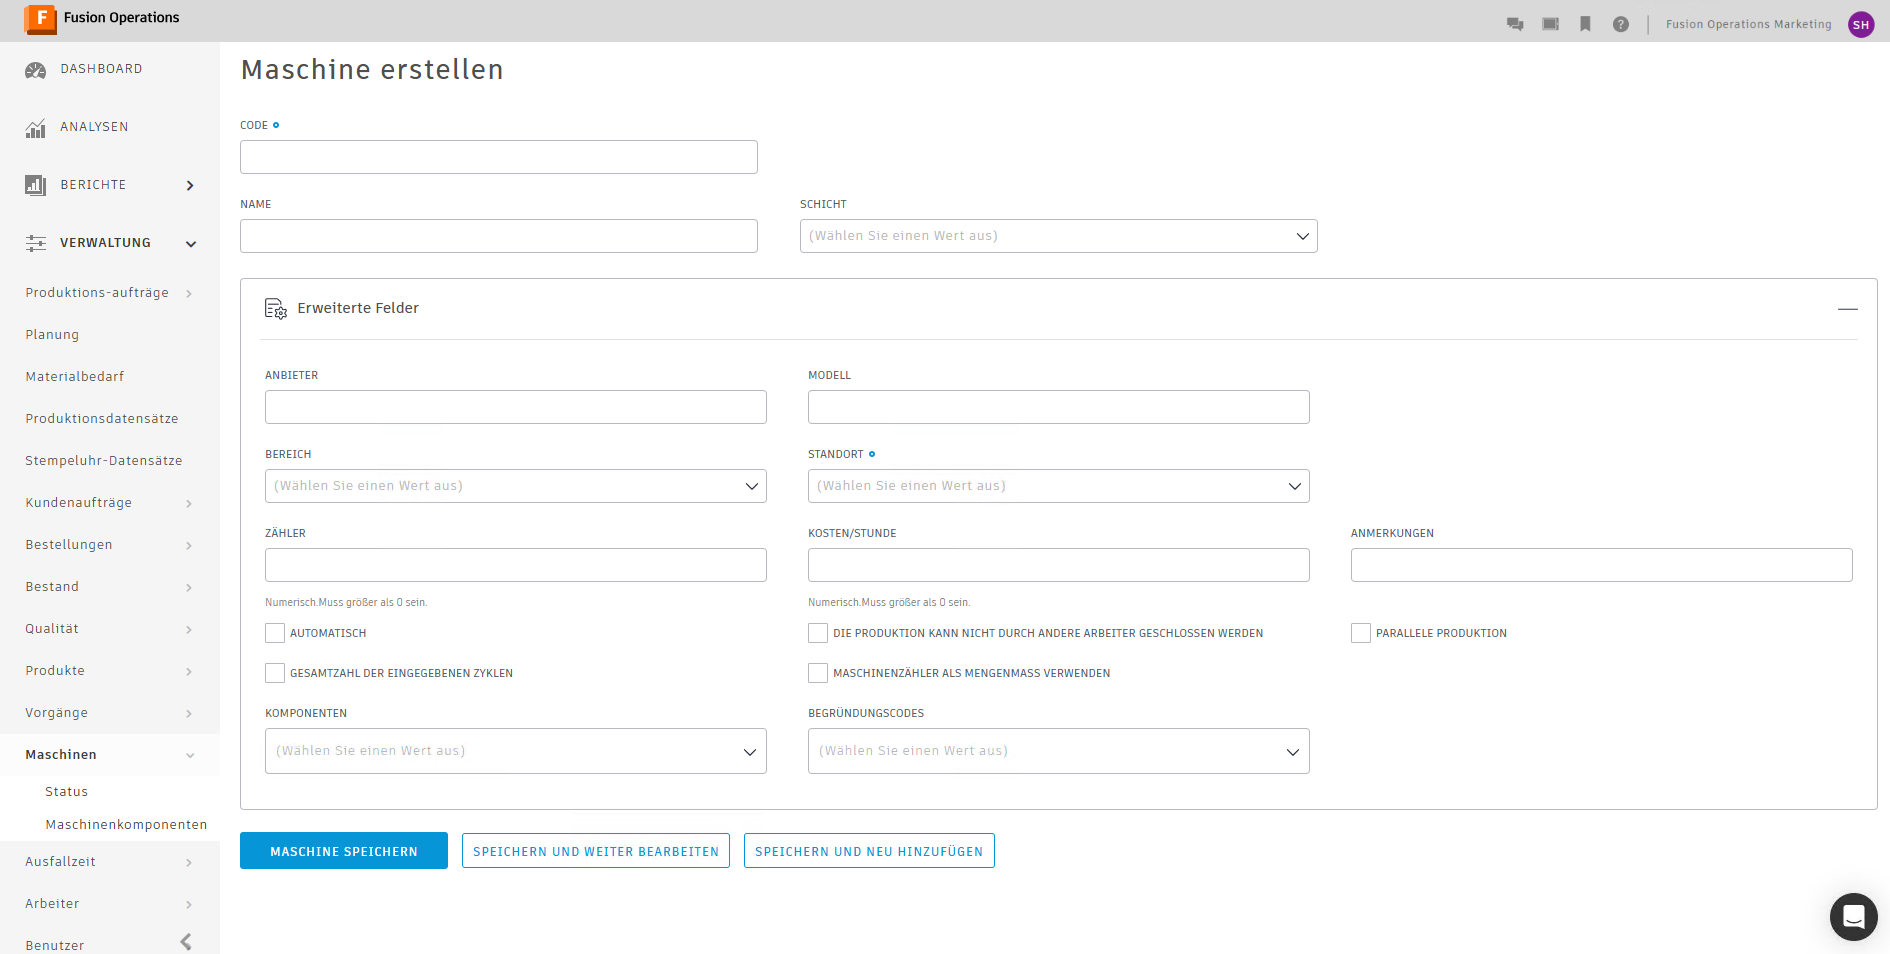 F Fusion Operations
Fusion Operations Marketing SH
DASHBOARD
ANALYSEN
BERICHTE
VERWALTUNG
Produktions-aufträge
Planung
Materialbedarf
Produktionsdatensätze
Stempeluhr-Datensätze
Kundenaufträge
Bestellungen
Bestand
Qualität
Produkte
Vorgänge
Maschinen
Status
Maschinenkomponenten
Ausfallzeit
Arbeiter
Benutzer
Maschine erstellen
CODE
NAME
SCHICHT
(Wählen Sie einen Wert aus)
Erweiterte Felder
ANBIETER
MODELL
BEREICH
(Wählen Sie einen Wert aus)
STANDORT
(Wählen Sie einen Wert aus)
ZÄHLER
Numerisch.Muss größer als 0 sein.
KOSTEN/STUNDE
Numerisch.Muss größer als 0 sein.
ANMERKUNGEN
AUTOMATISCH
DIE PRODUKTION KANN NICHT DURCH ANDERE ARBEITER GESCHLOSSEN WERDEN
PARALLELE PRODUKTION
GESAMTZAHL DER EINGEGEBENEN ZYKLEN
MASCHINENZÄHLER ALS MENGENMASS VERWENDEN
KOMPONENTEN
(Wählen Sie einen Wert aus)
BEGRÜNDUNGSCODES
(Wählen Sie einen Wert aus)
MASCHINE SPEICHERN
SPEICHERN UND WEITER BEARBEITEN
SPEICHERN UND NEU HINZUFÜGEN